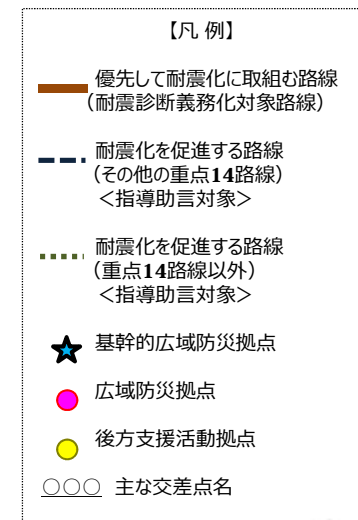 【凡 例】
優先して耐震化に取組む路線
（耐震診断義務化対象路線）
耐震化を促進する路線
（その他の重点14路線）
＜指導助言対象＞
耐震化を促進する路線
（重点14路線以外）
＜指導助言対象＞
基幹的広域防災拠点
広域防災拠点
後方支援活動拠点
○○○ 主な交差点名